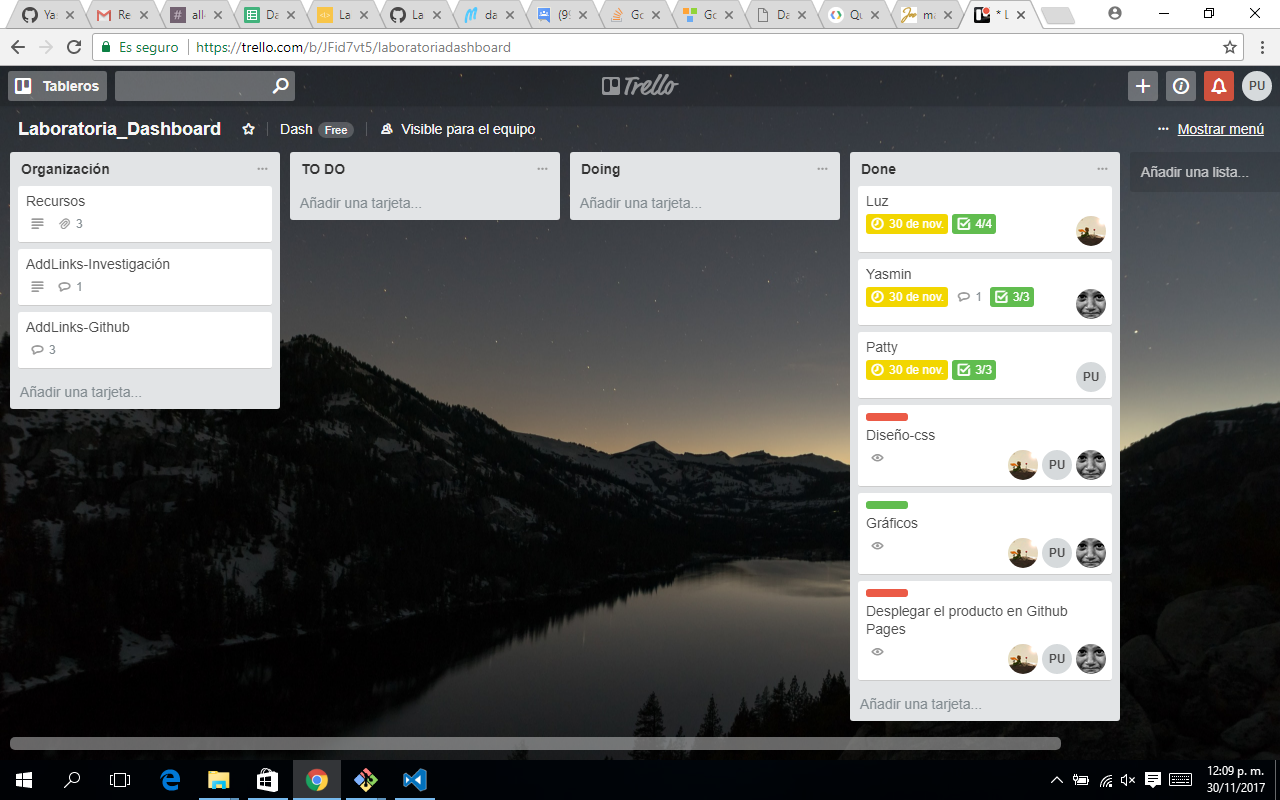 Ya
Re
all
Da
La
La
da
(99
Go
Go
Da
Qu
ma
* L
Es seguro
https://trello.com/b/JFid7vt5/laboratoriadashboard
Tableros
Trello
PU
Laboratoria_Dashboard
Dash Free
Visible para el equipo
Mostrar menú
Organización
Recursos
3
AddLinks-Investigación
1
AddLinks-Github
3
Añadir una tarjeta...
TO DO
Añadir una tarjeta...
Doing
Añadir una tarjeta...
Done
Luz
30 de nov. 4/4
Yasmin
30 de nov. 1 3/3
Patty
30 de nov. 3/3
PU
Diseño-css
PU
Gráficos
PU
Desplegar el producto en Github
Pages
PU
Añadir una tarjeta...
Añadir una lista...
12:09 p. m.
30/11/2017